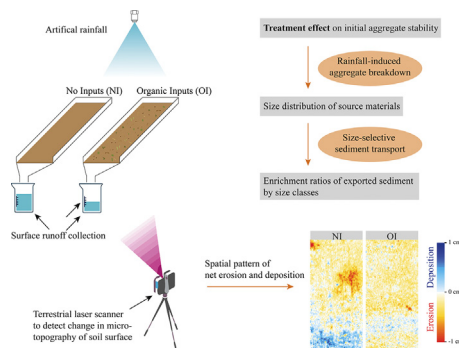 Artifical rainfall
No Inputs (NI)
Organic Inputs (OI)
Surface runoff collection
Treatment effect on initial aggregate stability
Rainfall-induced
aggregate breakdown
Size distribution of source materials
Size-selective
sediment transport
Enrichment ratios of exported sediment
by size classes
Terrestrial laser scanner
to detect change in micro-
topography of soil surface
Spatial pattern
of net erosion and deposition
NI
OI
1 cm
Deposition
0 cm
Erosion
-1 cm